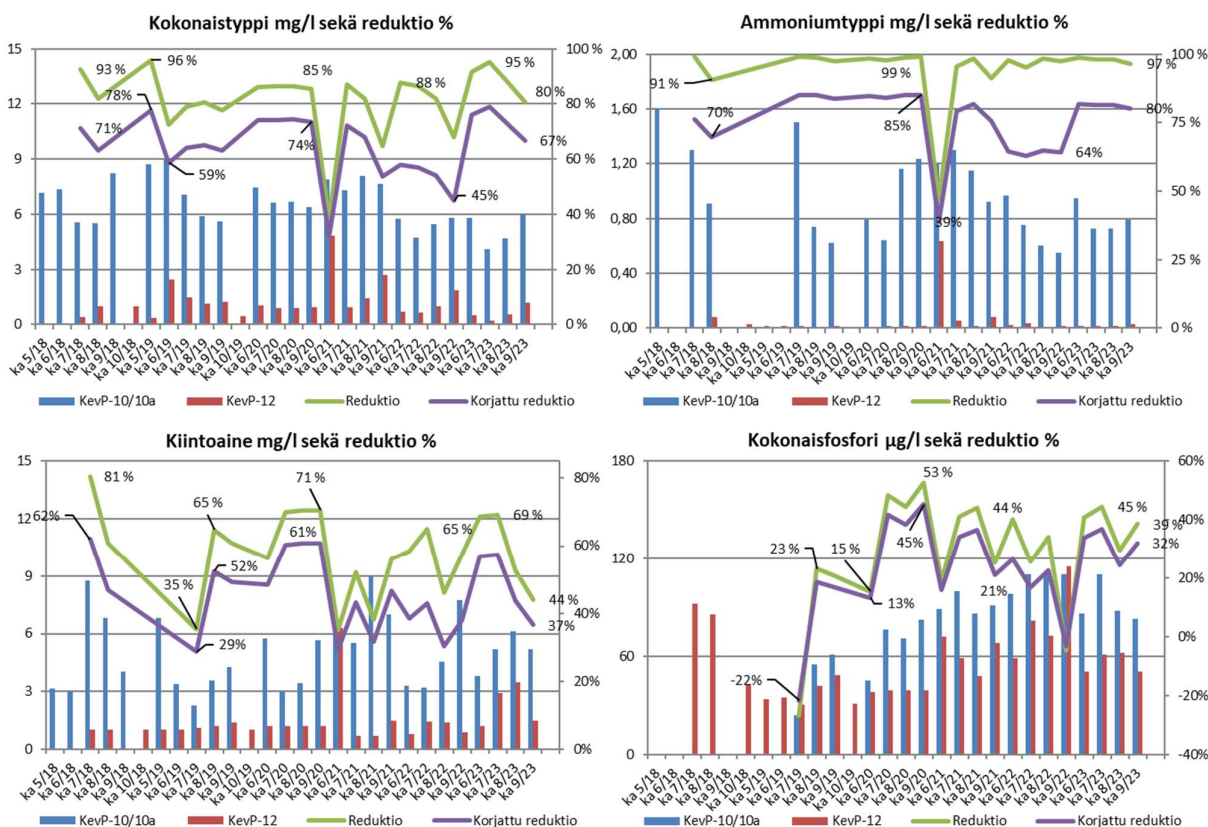 Kokonaistyppi mg/l sekä reduktio %
15
12
9
6
3
0
100 %
80 %
60 %
40 %
20 %
0 %
93 %
96 %
85 %
88 %
95 %
80 %
71%
78%
59%
74%
45%
67%
ka 5/18
ka 6/18
ka 7/18
ka 8/18
ka 9/18
ka 10/18
ka 5/19
ka 6/19
ka 7/19
ka 8/19
ka 9/19
ka 10/19
ka 6/20
ka 7/20
ka 8/20
ka 9/20
ka 6/21
ka 7/21
ka 8/21
ka 9/21
ka 6/22
ka 7/22
ka 8/22
ka 9/22
ka 6/23
ka 7/23
ka 8/23
ka 9/23
KevP-10/10a
KevP-12
Reduktio
Korjattu reduktio
Ammoniumtyppi mg/l sekä reduktio %
2,00
1,60
1,20
0,80
0,40
0,00
100 %
75 %
50 %
25 %
0 %
91 %
99 %
97 %
70 %
85%
39%
64%
80%
ka 5/18
ka 6/18
ka 7/18
ka 8/18
ka 9/18
ka 10/18
ka 5/19
ka 6/19
ka 7/19
ka 8/19
ka 9/19
ka 10/19
ka 6/20
ka 7/20
ka 8/20
ka 9/20
ka 6/21
ka 7/21
ka 8/21
ka 9/21
ka 6/22
ka 7/22
ka 8/22
ka 9/22
ka 6/23
ka 7/23
ka 8/23
ka 9/23
KevP-10/10a
KevP-12
Reduktio
Korjattu reduktio
Kiintoaine mg/l sekä reduktio %
15
12
9
6
3
0
80%
60%
40%
20%
0%
81 %
65 %
71 %
65 %
69 %
44 %
62%
35 %
52%
29%
61%
37%
ka 5/18
ka 6/18
ka 7/18
ka 8/18
ka 9/18
ka 10/18
ka 5/19
ka 6/19
ka 7/19
ka 8/19
ka 9/19
ka 10/19
ka 6/20
ka 7/20
ka 8/20
ka 9/20
ka 6/21
ka 7/21
ka 8/21
ka 9/21
ka 6/22
ka 7/22
ka 8/22
ka 9/22
ka 6/23
ka 7/23
ka 8/23
ka 9/23
KevP-10/10a
KevP-12
Reduktio
Korjattu reduktio
Kokonaisfosfori µg/l sekä reduktio %
180
120
60
0
60%
40%
20%
0%
-20%
-40%
53 %
44 %
45 %
39 %
23 %
15 %
45%
32%
13%
21%
-22%
ka 5/18
ka 6/18
ka 7/18
ka 8/18
ka 9/18
ka 10/18
ka 5/19
ka 6/19
ka 7/19
ka 8/19
ka 9/19
ka 10/19
ka 6/20
ka 7/20
ka 8/20
ka 9/20
ka 6/21
ka 7/21
ka 8/21
ka 9/21
ka 6/22
ka 7/22
ka 8/22
ka 9/22
ka 6/23
ka 7/23
ka 8/23
ka 9/23
KevP-10/10a
KevP-12
Reduktio
Korjattu reduktio